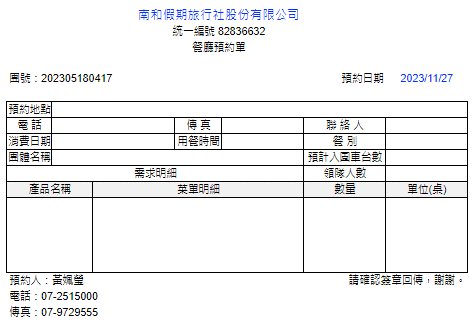 南和假期旅行社股份有限公司
統一編號 82836632
餐廳預約單
團號：202305180417 預約日期 2023/11/27
預約地點
電 話 傳 真 聯 絡 人
消費日期 用餐時間 餐 別
團體名稱 預計入園車台數
需求明細 領隊人數
產品名稱 菜單明細 數量 單位(桌)
預約人：黃姵瑩 請確認簽章回傳，謝謝。
電話：07-2515000
傳真：07-9729555